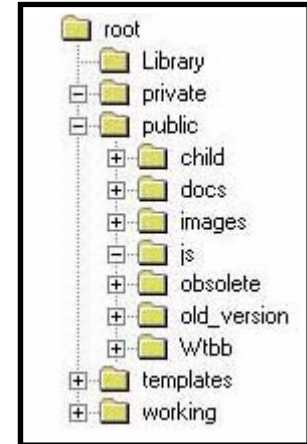 root
Library
private
public
child
docs
images
js
obsolete
old_version
Wtbb
templates
working